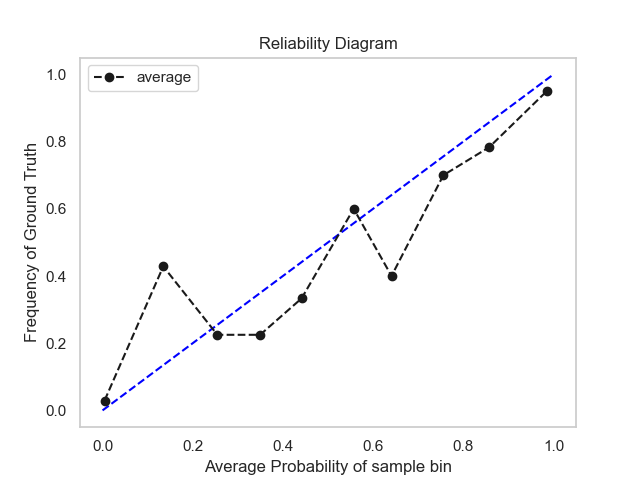 Reliability Diagram
average
Frequency of Ground Truth
1.0
0.8
0.6
0.4
0.2
0.0
0.0 0.2 0.4 0.6 0.8 1.0
Average Probability of sample bin